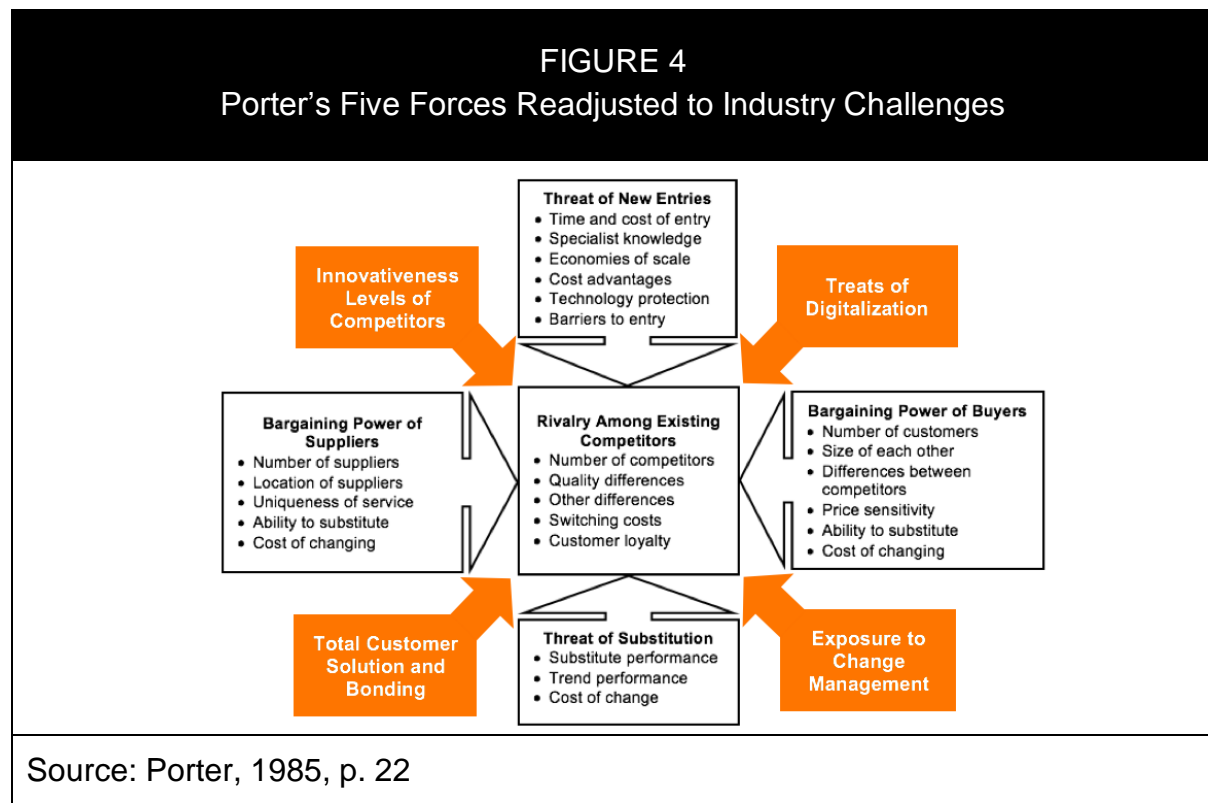 FIGURE 4
Porter's Five Forces Readjusted to Industry Challenges
Threat of New Entries
• Time and cost of entry
• Specialist knowledge
• Economies of scale
• Cost advantages
• Technology protection
• Barriers to entry
Innovativeness
Levels of
Competitors
Treats of
Digitalization
Bargaining Power of
Suppliers
• Number of suppliers
• Location of suppliers
• Uniqueness of service
• Ability to substitute
• Cost of changing
Rivalry Among Existing
Competitors
• Number of competitors
• Quality differences
• Other differences
• Switching costs
• Customer loyalty
Bargaining Power of Buyers
• Number of customers
• Size of each other
• Differences between
competitors
• Price sensitivity
• Ability to substitute
• Cost of changing
Total Customer
Solution and
Bonding
Threat of Substitution
• Substitute performance
• Trend performance
• Cost of change
Exposure to
Change
Management
Source: Porter, 1985, p. 22